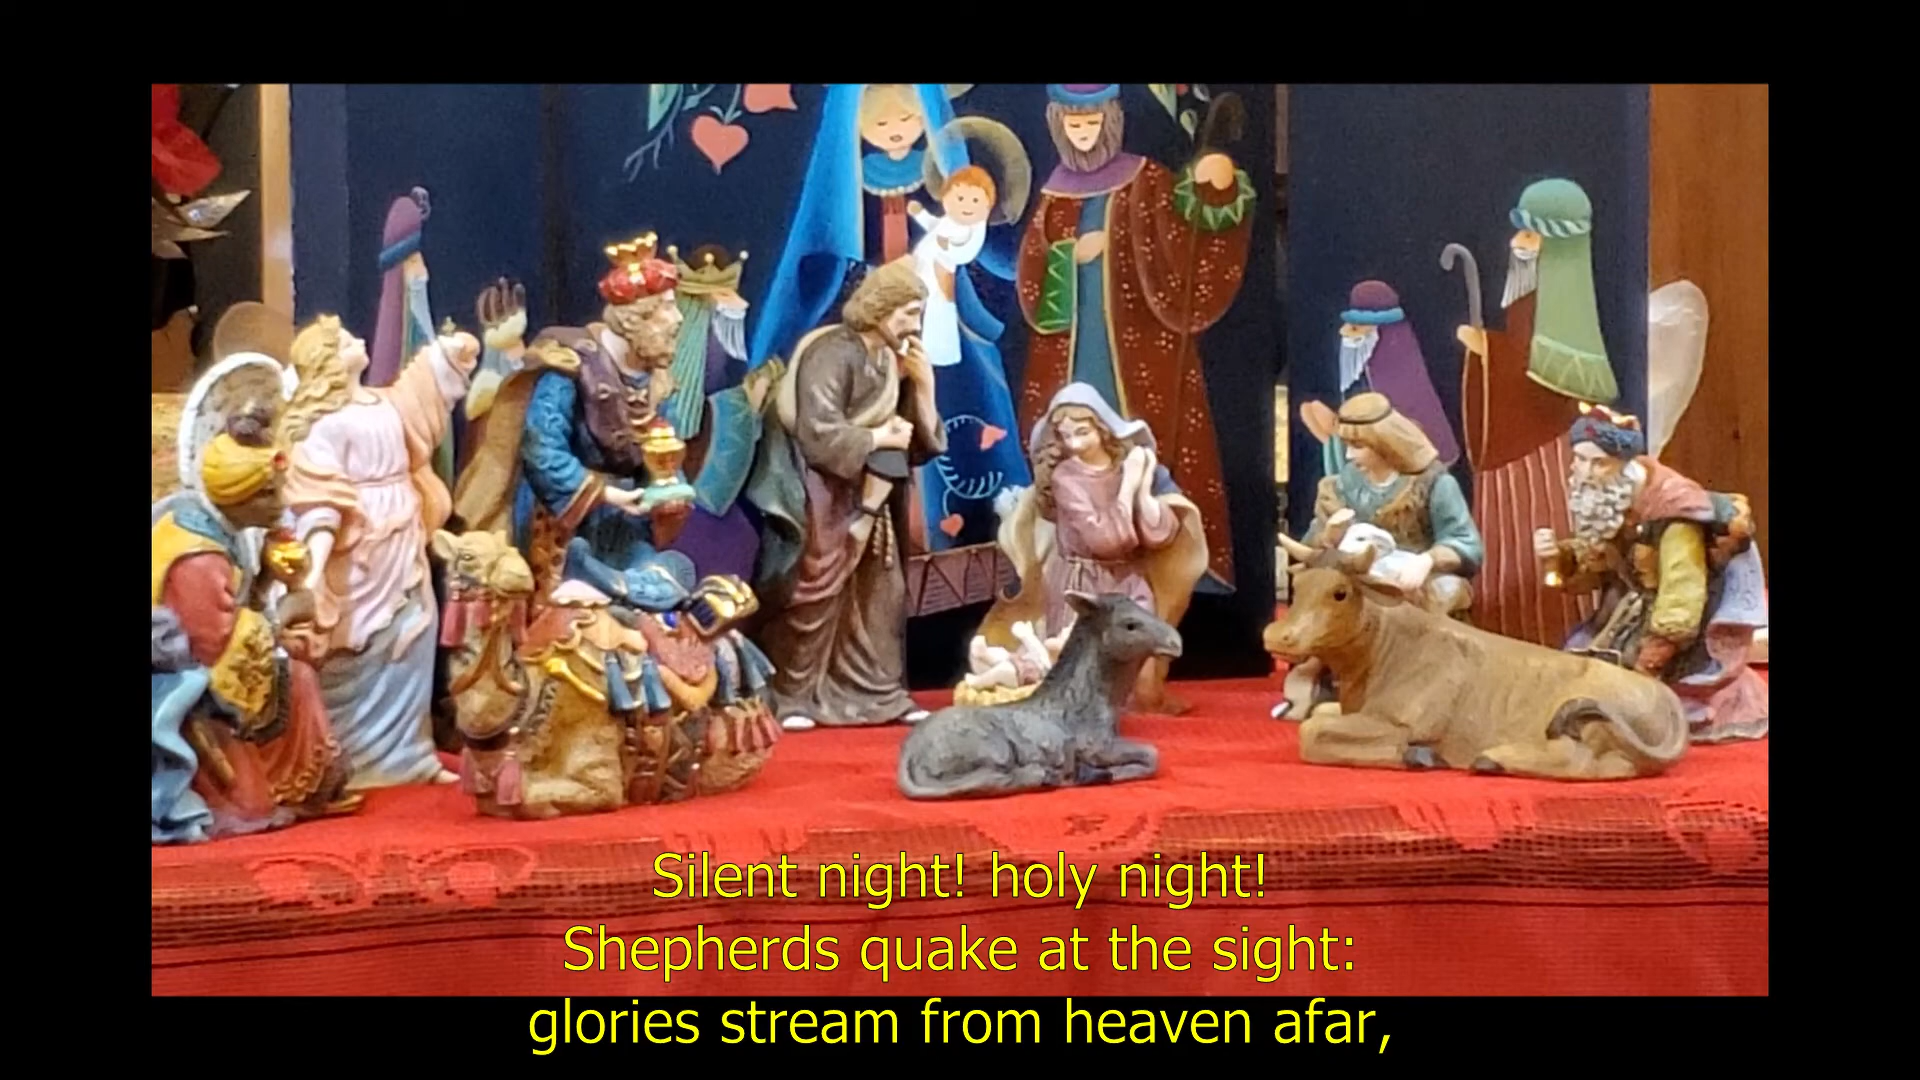 Silent night! holy night!
Shepherds quake at the sight:
glories stream from heaven afar,